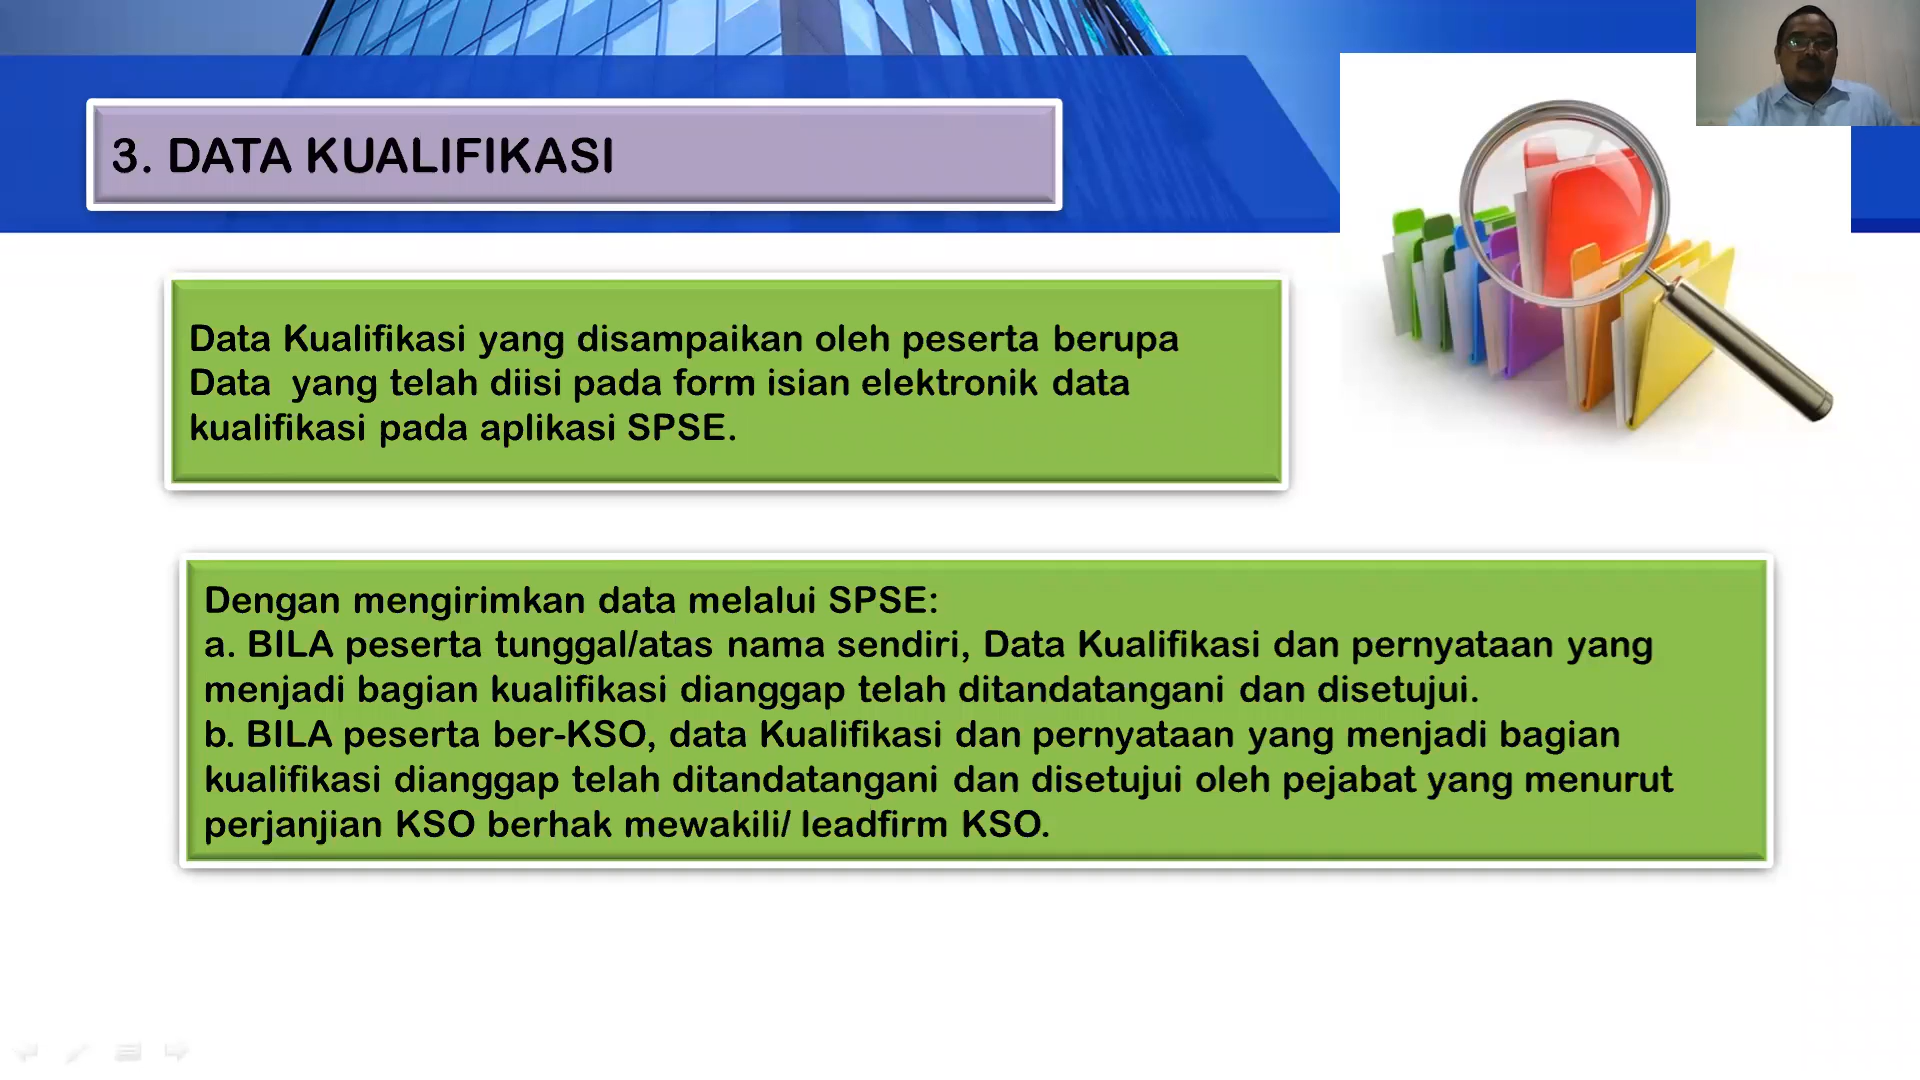 3. DATA KUALIFIKASI
Data Kualifikasi yang disampaikan oleh peserta berupa
Data yang telah diisi pada form isian elektronik data
kualifikasi pada aplikasi SPSE.
Dengan mengirimkan data melalui SPSE:
a. BILA peserta tunggal/atas nama sendiri, Data Kualifikasi dan pernyataan yang
menjadi bagian kualifikasi dianggap telah ditandatangani dan disetujui.
b. BILA peserta ber-KSO, data Kualifikasi dan pernyataan yang menjadi bagian
kualifikasi dianggap telah ditandatangani dan disetujui oleh pejabat yang menurut
perjanjian KSO berhak mewakili/ leadfirm KSO.